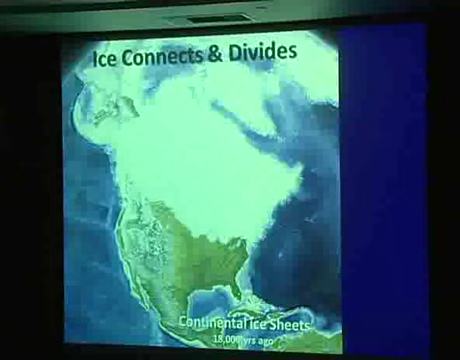 Ice Connects & Divides
Continental Ice Sheets
18,000 yrs ago